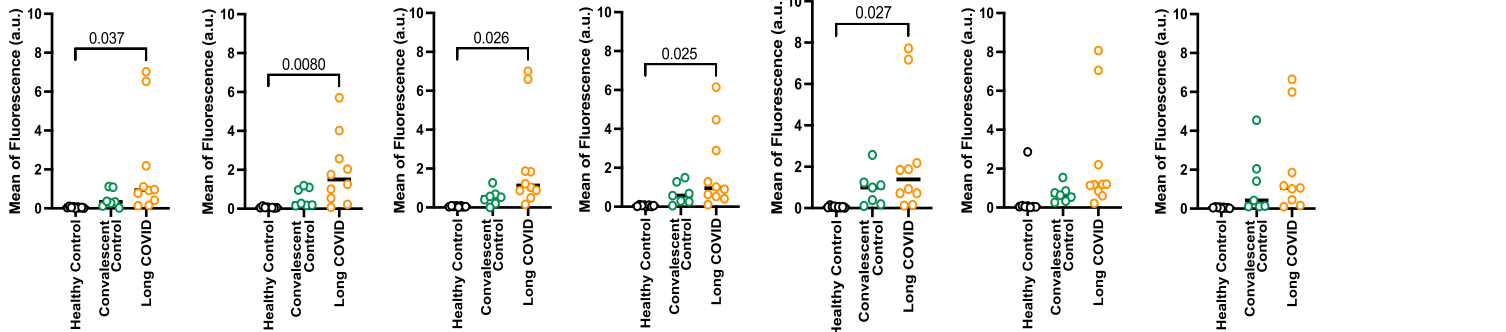 Mean of Fluorescence (a.u.)
10
8
6
4
2
0
0.037
Healthy Control
Convalescent
Control
Long COVID
Mean of Fluorescence (a.u.)
10
8
6
4
2
0
0.0080
Healthy Control
Convalescent
Control
Long COVID
Mean of Fluorescence (a.u.)
10
8
6
4
2
0
0.026
Healthy Control
Convalescent
Control
Long COVID
Mean of Fluorescence (a.u.)
10
8
6
4
2
0
0.025
Healthy Control
Convalescent
Control
Long COVID
Mean of Fluorescence (a.u.)
10
8
6
4
2
0
0.027
Healthy Control
Convalescent
Control
Long COVID
Mean of Fluorescence (a.u.)
10
8
6
4
2
0
Healthy Control
Convalescent
Control
Long COVID
Mean of Fluorescence (a.u.)
10
8
6
4
2
0
Healthy Control
Convalescent
Control
Long COVID